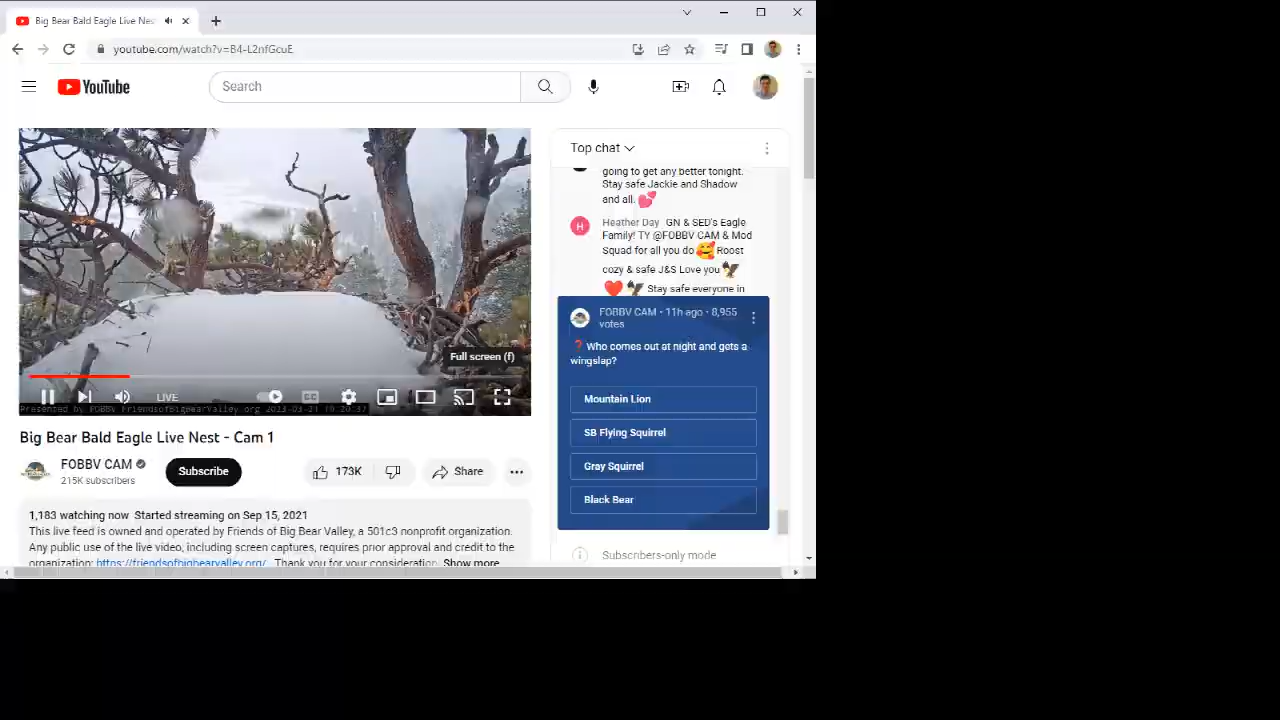 Big Bear Bald Eagle Live Nest
youtube.com/watch?v=B4-L2nfGcuE
YouTube
Search
Top chat
going to get any better tonight.
Stay safe Jackie and Shadow
and all.
H
Heather Day GN & SED's Eagle
Family! TY @FOBBV CAM & Mod
Squad for all you do Roost
cozy & safe J&S Love you
Stay safe everyone in
FOBBV CAM • 11h ago • 8,955
votes
❓ Who comes out at night and gets a
wingslap?
Mountain Lion
SB Flying Squirrel
Gray Squirrel
Black Bear
Subscribers-only mode
Full screen (f)
LIVE
CC
Presented by FOBBV FriendsofBigBearValley.org
Big Bear Bald Eagle Live Nest - Cam 1
FOBBV CAM
215K subscribers
Subscribe
173K
Share
1,183 watching now Started streaming on Sep 15, 2021
This live feed is owned and operated by Friends of Big Bear Valley, a 501c3 nonprofit organization.
Any public use of the live video, including screen captures, requires prior approval and credit to the
organization: https://friendsofbigbearvalley.org/ . Thank you for your consideration. Show more